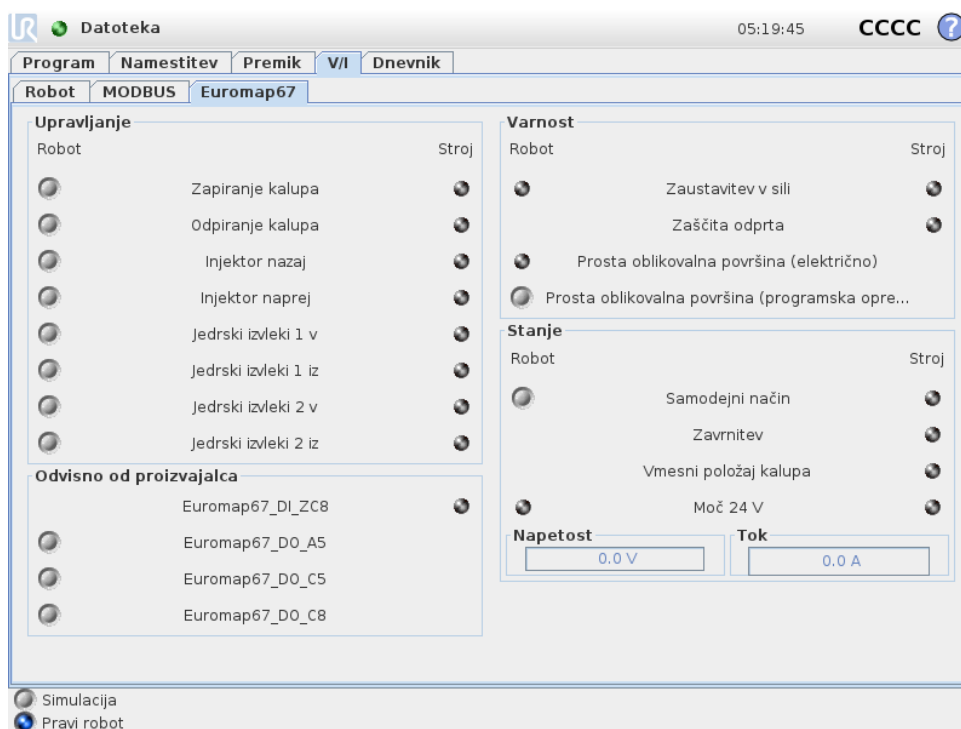 UR Datoteka 05:19:45 CCCC ?
Program Namestitev Premik V/I Dnevnik
Robot MODBUS Euromap67
Upravljanje
Robot Stroj
Zapiranje kalupa
Odpiranje kalupa
Injektor nazaj
Injektor naprej
Jedrski izvleki 1 v
Jedrski izvleki 1 iz
Jedrski izvleki 2 v
Jedrski izvleki 2 iz
Odvisno od proizvajalca
Euromap67_DI_ZC8
Euromap67_DO_A5
Euromap67_DO_C5
Euromap67_DO_C8
Varnost
Robot Stroj
Zaustavitev v sili
Zaščita odprta
Prosta oblikovalna površina (električno)
Prosta oblikovalna površina (programska opre...
Stanje
Robot Stroj
Samodejni način
Zavrnitev
Vmesni položaj kalupa
Moč 24 V
Napetost Tok
0.0 V 0.0 A
Simulacija
Pravi robot